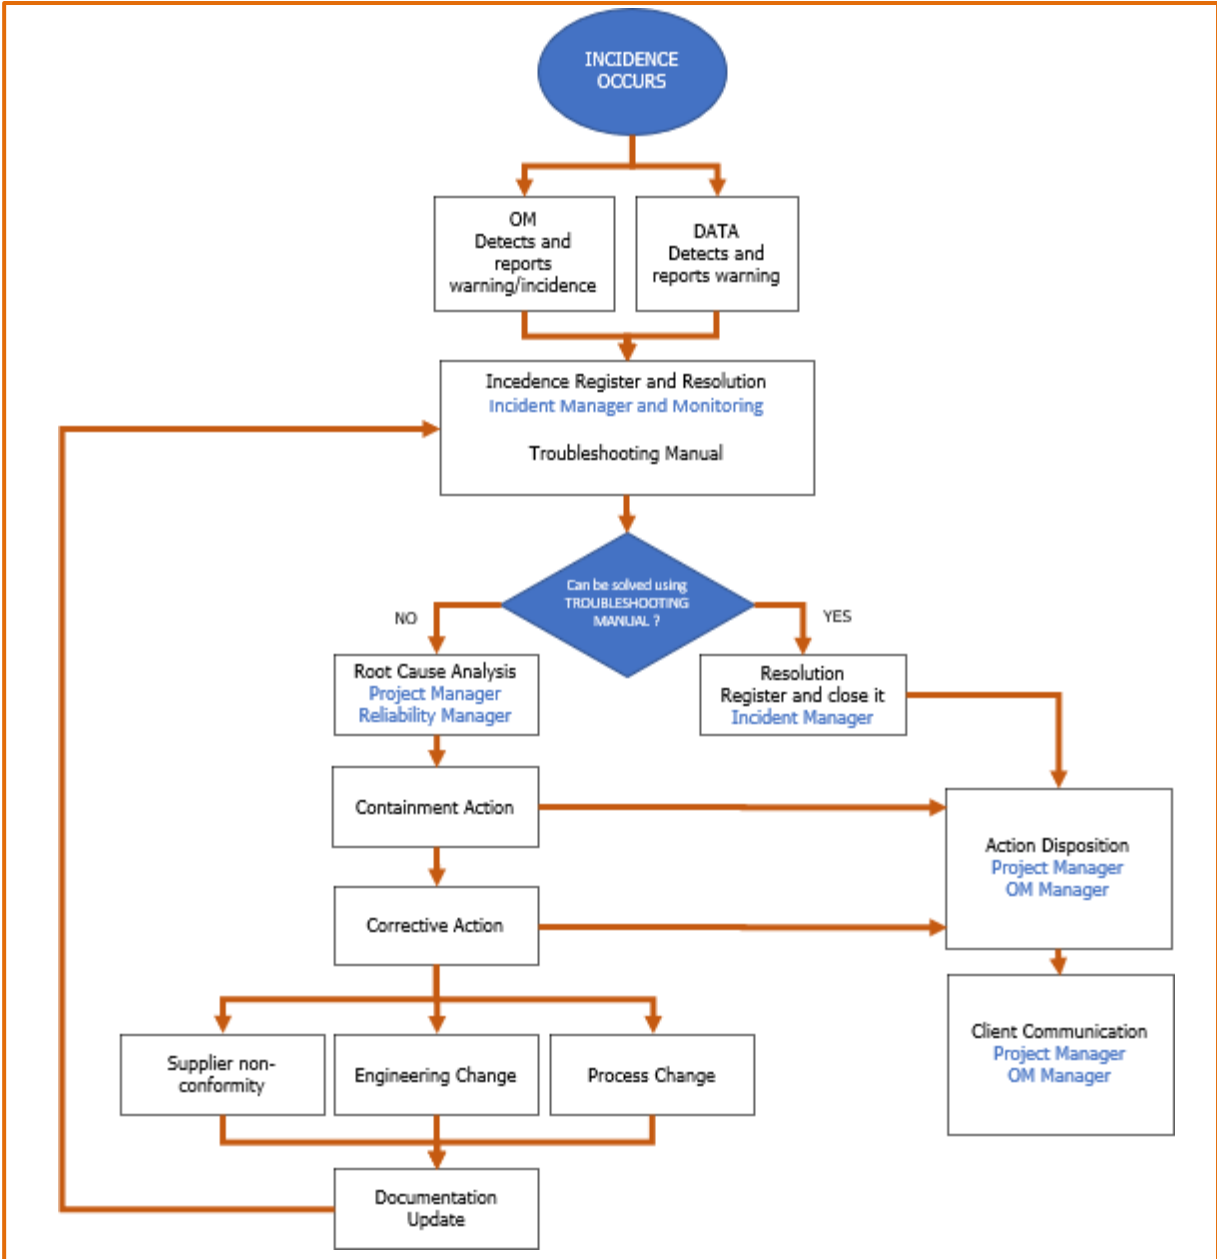 INCIDENCE
OCCURS
OM
Detects and
reports
warning/incidence
DATA
Detects and
reports warning
Incedence Register and Resolution
Incident Manager and Monitoring
Troubleshooting Manual
Can be solved using
TROUBLESHOOTING
MANUAL ?
NO
YES
Root Cause Analysis
Project Manager
Reliability Manager
Resolution
Register and close it
Incident Manager
Containment Action
Action Disposition
Project Manager
OM Manager
Corrective Action
Client Communication
Project Manager
OM Manager
Supplier non-
conformity
Engineering Change
Process Change
Documentation
Update